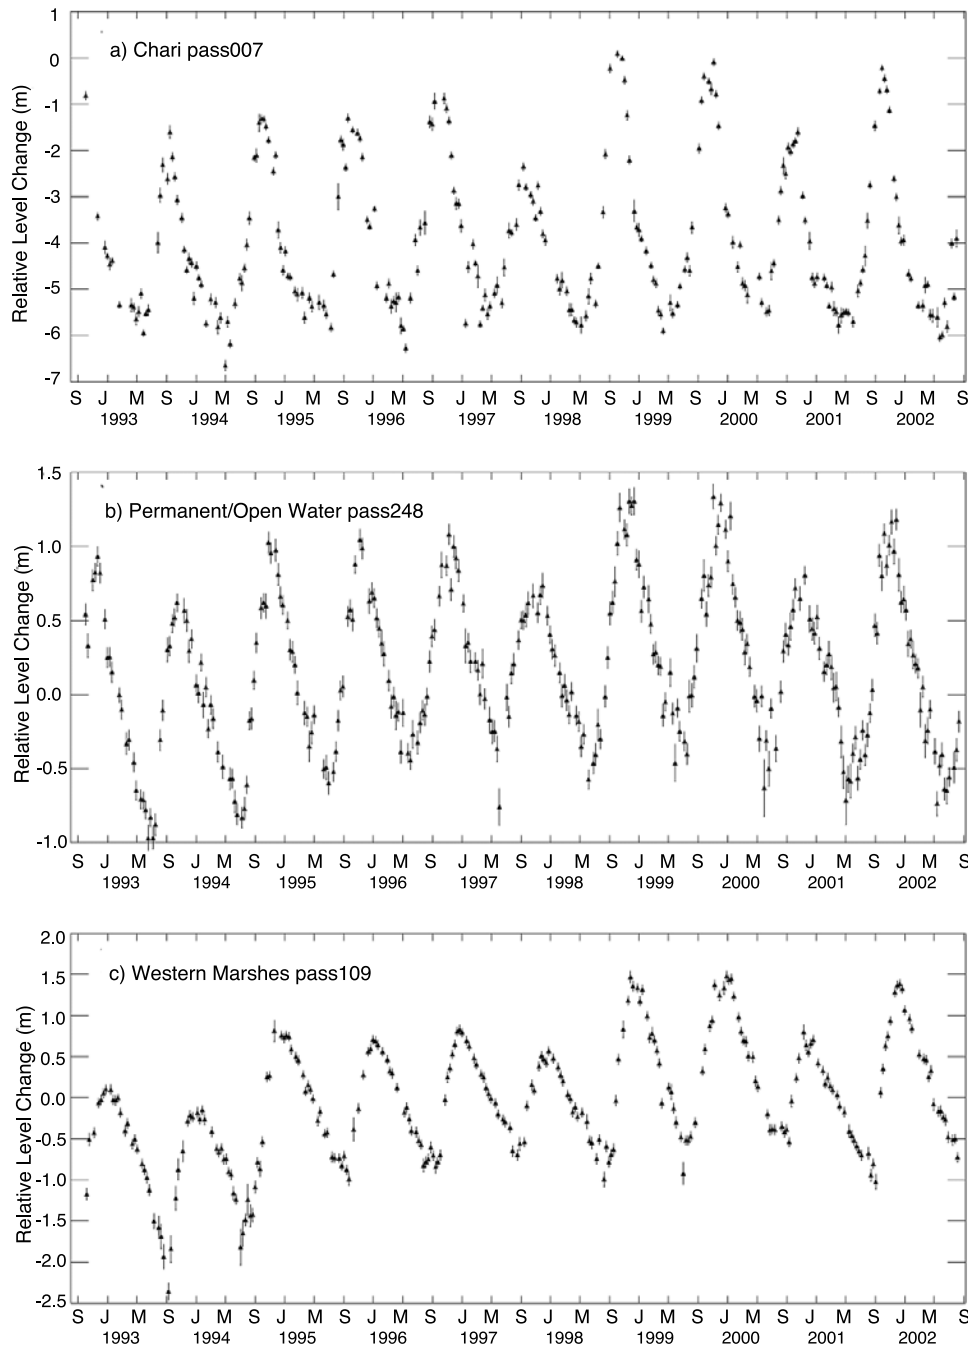 a) Chari pass007
Relative Level Change (m)
1
0
-1
-2
-3
-4
-5
-6
-7
S J M S J M S J M S J M S J M S J M S J M S J M S J M S J M S
1993 1994 1995 1996 1997 1998 1999 2000 2001 2002
b) Permanent/Open Water pass248
Relative Level Change (m)
1.5
1.0
0.5
0.0
-0.5
-1.0
S J M S J M S J M S J M S J M S J M S J M S J M S J M S J M S
1993 1994 1995 1996 1997 1998 1999 2000 2001 2002
c) Western Marshes pass109
Relative Level Change (m)
2.0
1.5
1.0
0.5
0.0
-0.5
-1.0
-1.5
-2.0
-2.5
S J M S J M S J M S J M S J M S J M S J M S J M S J M S J M S
1993 1994 1995 1996 1997 1998 1999 2000 2001 2002